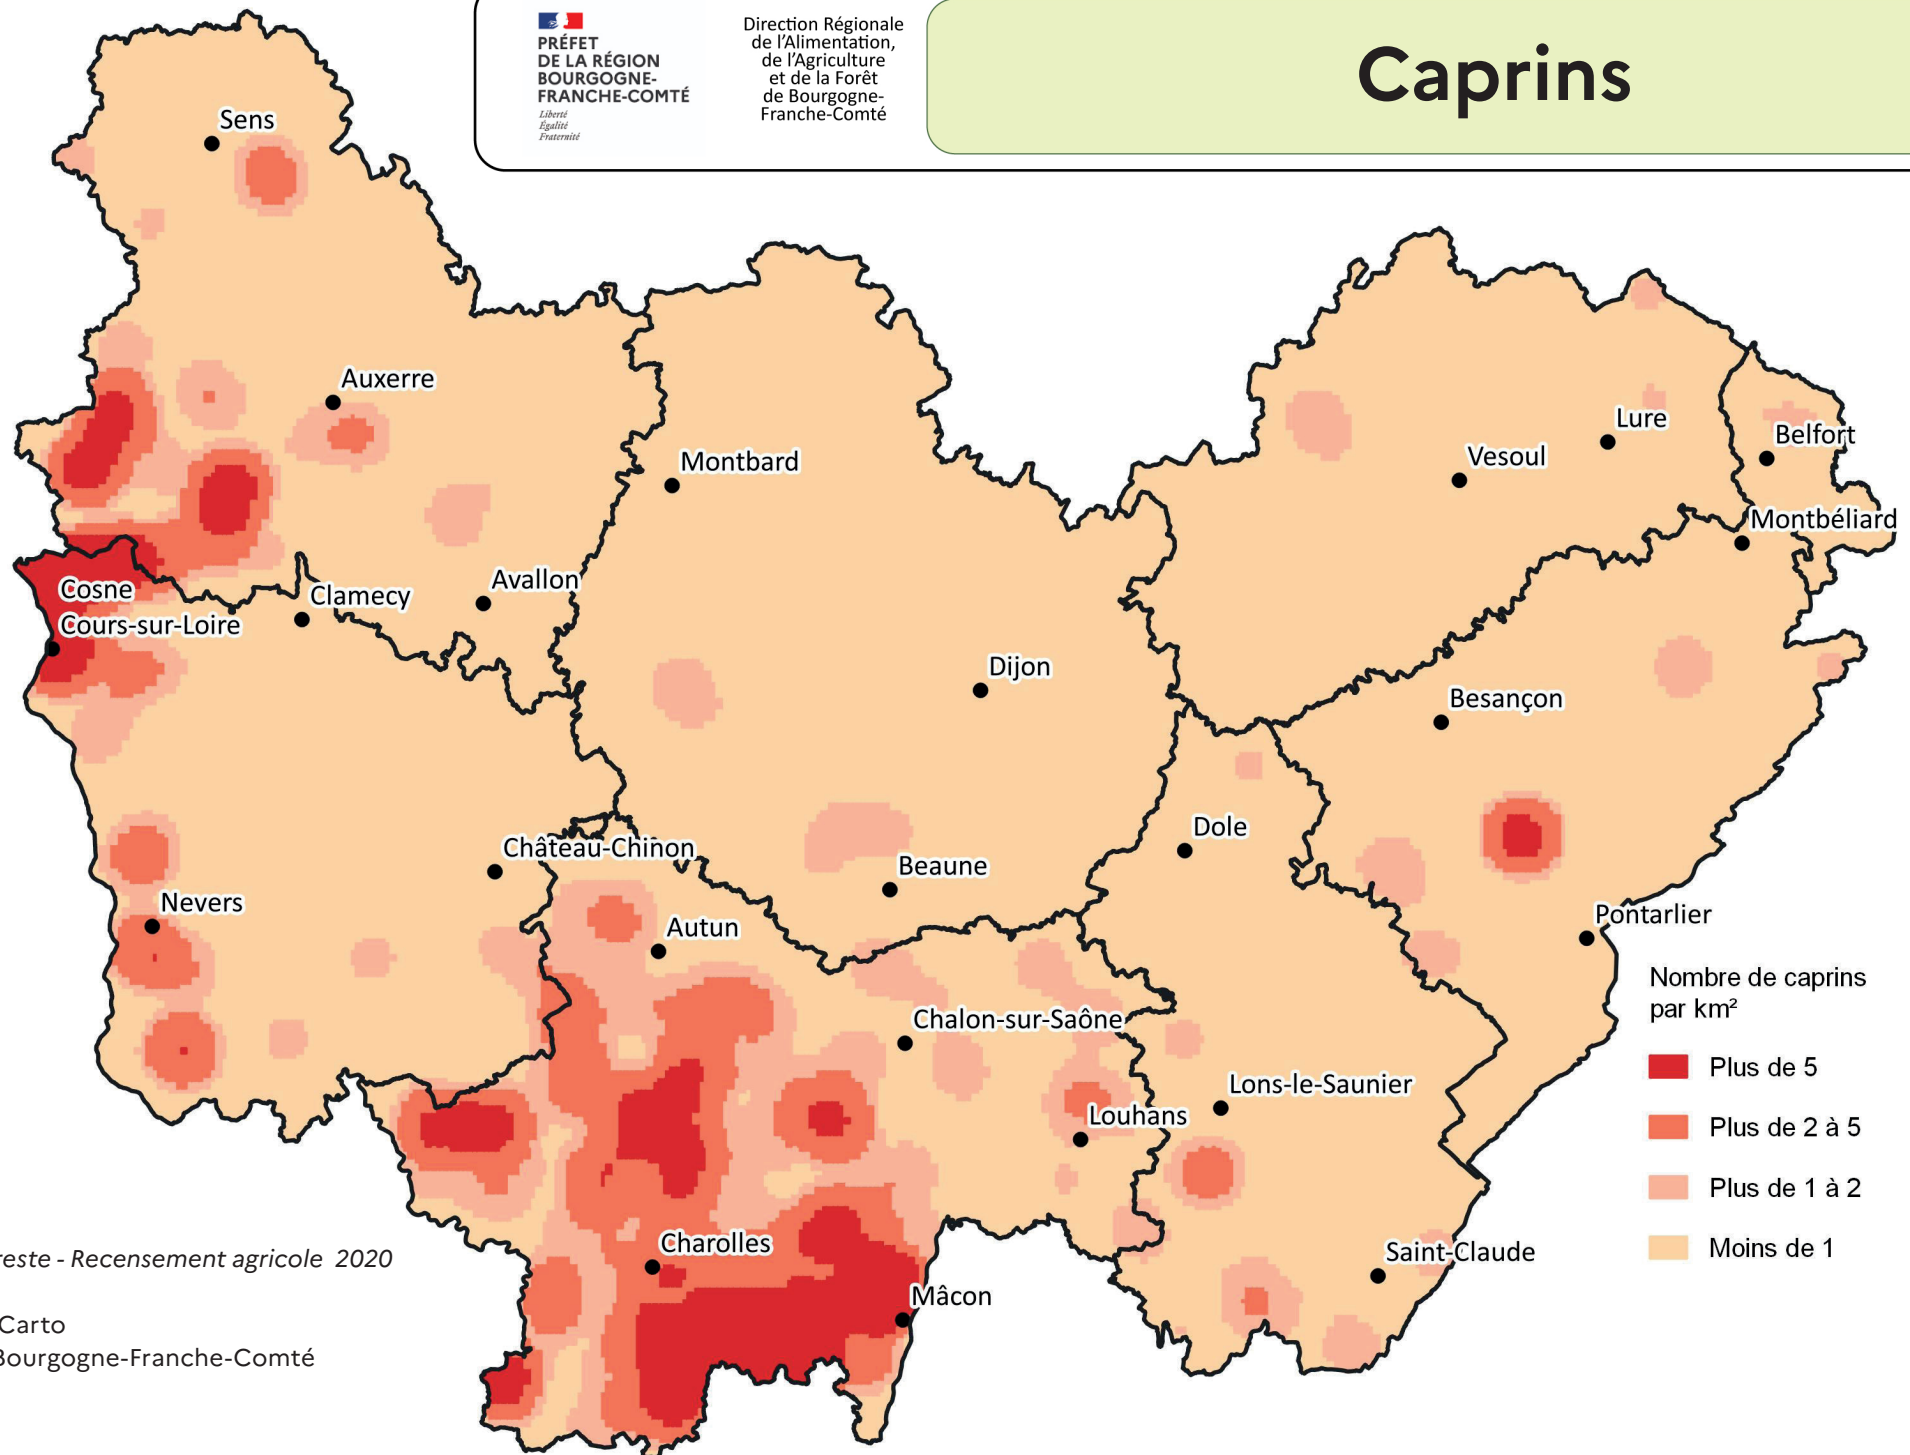 PRÉFET
DE LA RÉGION
BOURGOGNE-
FRANCHE-COMTÉ
Liberté
Égalité
Fraternité
Direction Régionale
de l'Alimentation,
de l'Agriculture
et de la Forêt
de Bourgogne-
Franche-Comté
Caprins
Sens
Auxerre
Montbard
Vesoul
Lure
Belfort
Montbéliard
Avallon
Clamecy
Cosne
Cours-sur-Loire
Dijon
Besançon
Dole
Château-Chinon
Beaune
Nevers
Autun
Pontarlier
Chalon-sur-Saône
Lons-le-Saunier
Louhans
Charolles
Saint-Claude
Mâcon
Nombre de caprins
par km²
Plus de 5
Plus de 2 à 5
Plus de 1 à 2
Moins de 1
reste - Recensement agricole 2020
Carto
Bourgogne-Franche-Comté